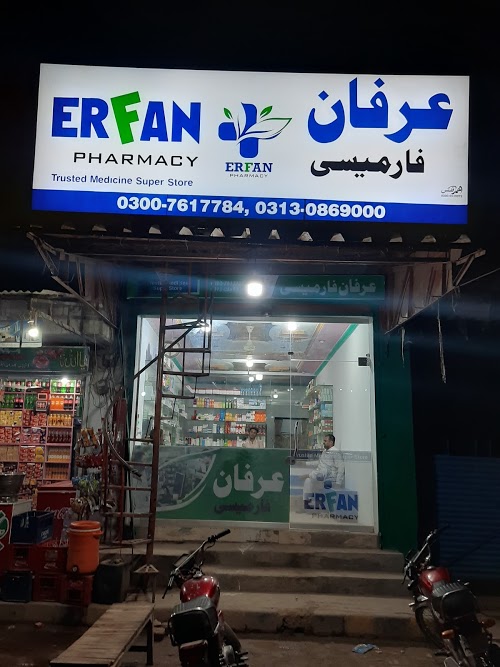 ERFAN
PHARMACY
Trusted Medicine Super Store
ERFAN
PHARMACY
عرفان
فارمیسی
0300-7617784, 0313-0869000
عرفان فارمیسی
عرفان
فارمیسی
ERFAN
PHARMACY